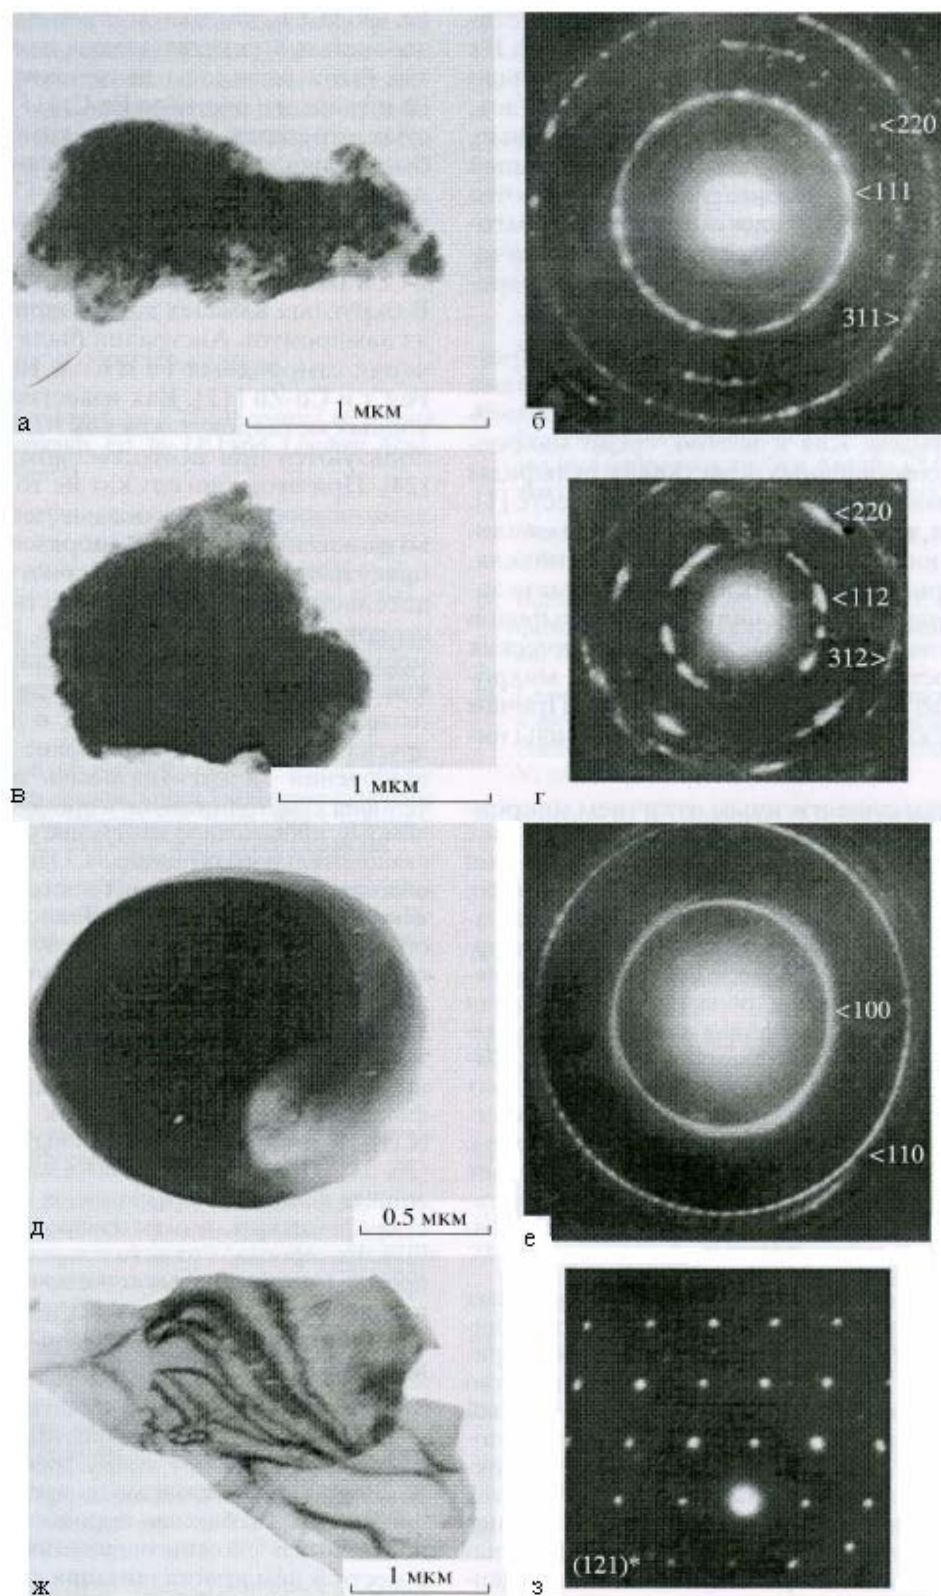 <220
<111
311>
1 мкм
а
б
<220
<112
312>
1 мкм
в
г
<100
<110
0.5 мкм
д
е
(121)*
1 мкм
ж
з